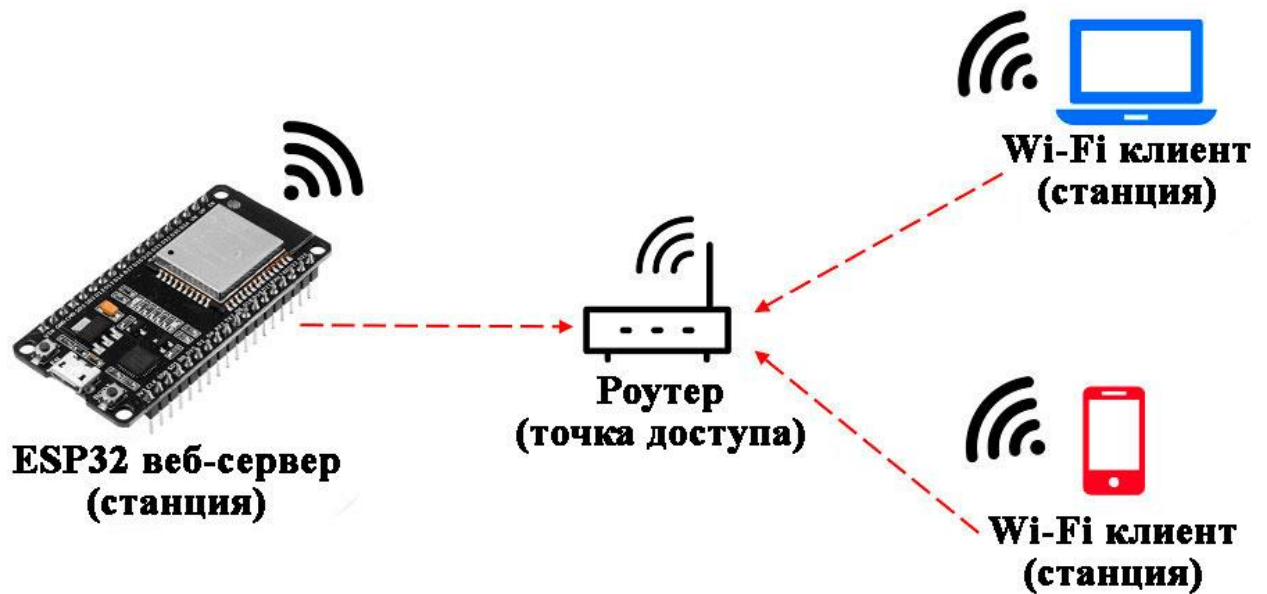 Wi-Fi клиент
(станция)
Роутер
(точка доступа)
ESP32 веб-сервер
(станция)
Wi-Fi клиент
(станция)